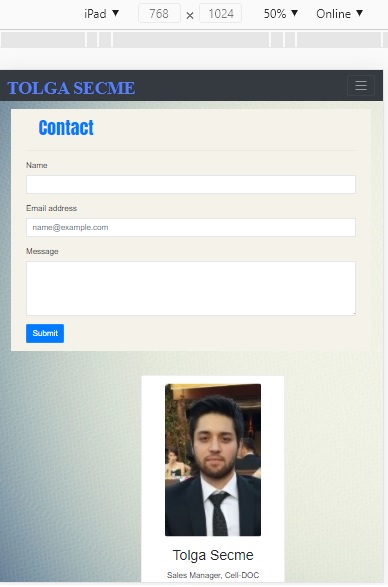 iPad ▼ 768 × 1024 50% ▼ Online ▼
TOLGA SECME
Contact
Name
Email address
name@example.com
Message
Submit
Tolga Secme
Sales Manager, Cell-DOC